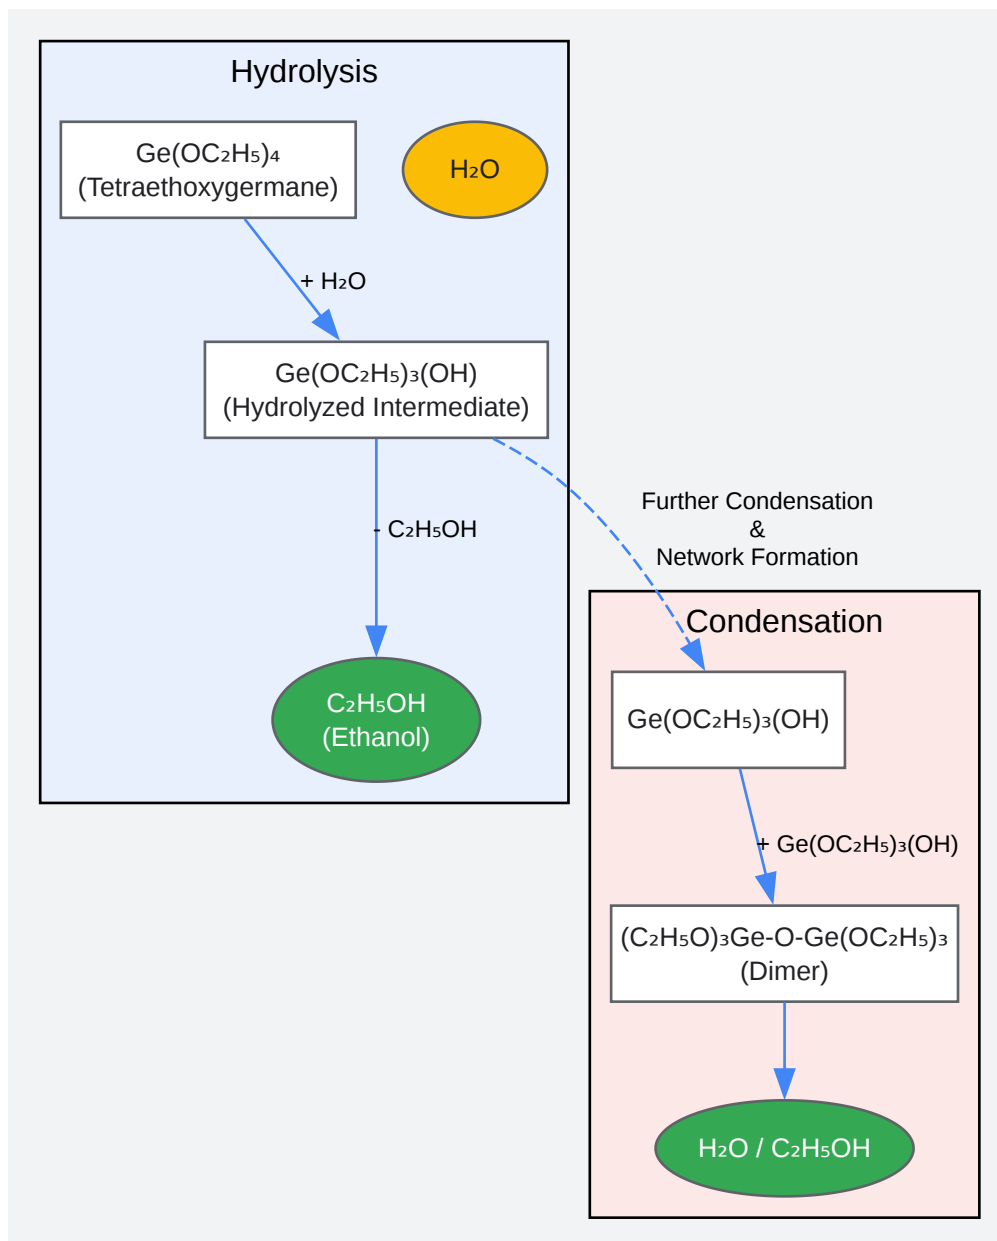 Hydrolysis
Ge(OC₂H₅)₄
(Tetraethoxygermane)
H₂O
+ H₂O
Ge(OC₂H₅)₃(OH)
(Hydrolyzed Intermediate)
- C₂H₅OH
C₂H₅OH
(Ethanol)
Further Condensation
&
Network Formation
Condensation
Ge(OC₂H₅)₃(OH)
+ Ge(OC₂H₅)₃(OH)
(C₂H₅O)₃Ge-O-Ge(OC₂H₅)₃
(Dimer)
H₂O / C₂H₅OH